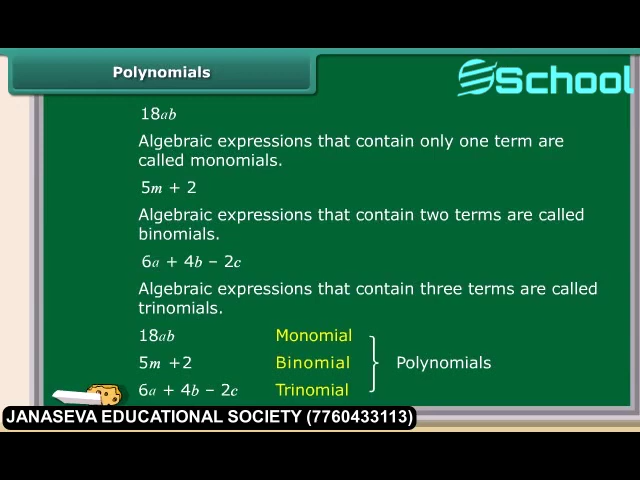 Polynomials
School
18ab
Algebraic expressions that contain only one term are
called monomials.
5m + 2
Algebraic expressions that contain two terms are called
binomials.
6a + 4b – 2c
Algebraic expressions that contain three terms are called
trinomials.
18ab Monomial
5m +2 Binomial Polynomials
6a + 4b – 2c Trinomial
JANASEVA EDUCATIONAL SOCIETY (7760433113)